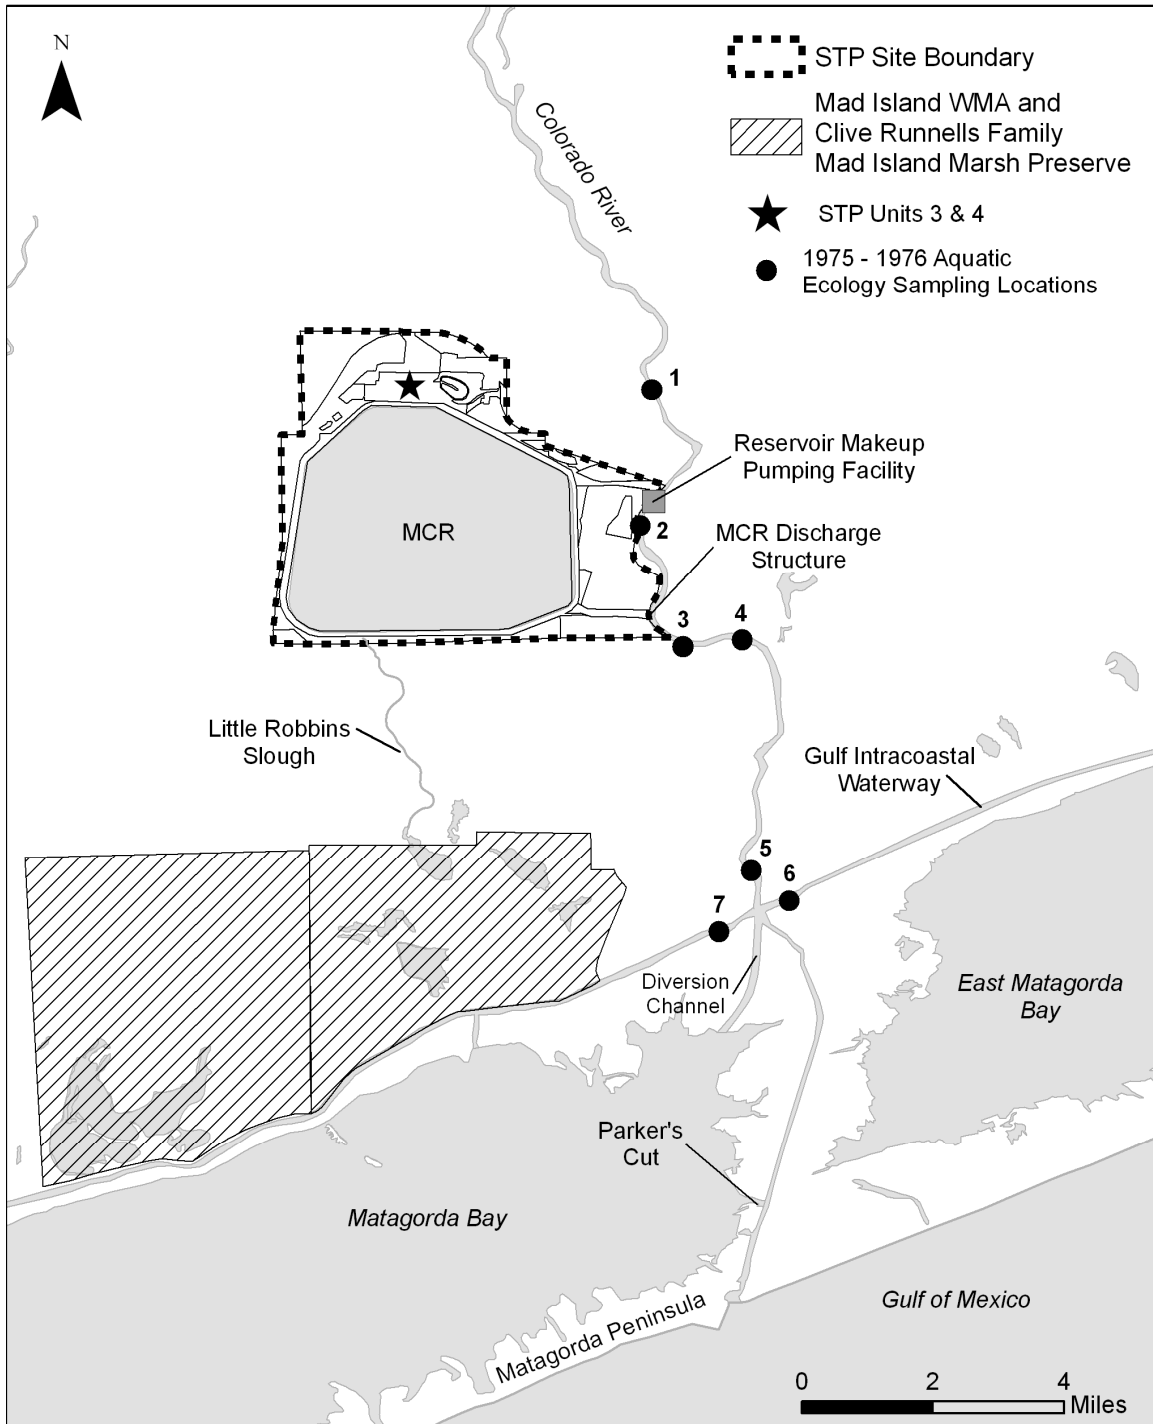 N
STP Site Boundary
Mad Island WMA and
Clive Runnells Family
Mad Island Marsh Preserve
STP Units 3 & 4
1975 - 1976 Aquatic
Ecology Sampling Locations
Colorado River
1
Reservoir Makeup
Pumping Facility
MCR
2
MCR Discharge
Structure
3
4
Little Robbins
Slough
Gulf Intracoastal
Waterway
5
6
7
Diversion
Channel
East Matagorda
Bay
Parker's
Cut
Matagorda Bay
Gulf of Mexico
Matagorda Peninsula
0 2 4
Miles